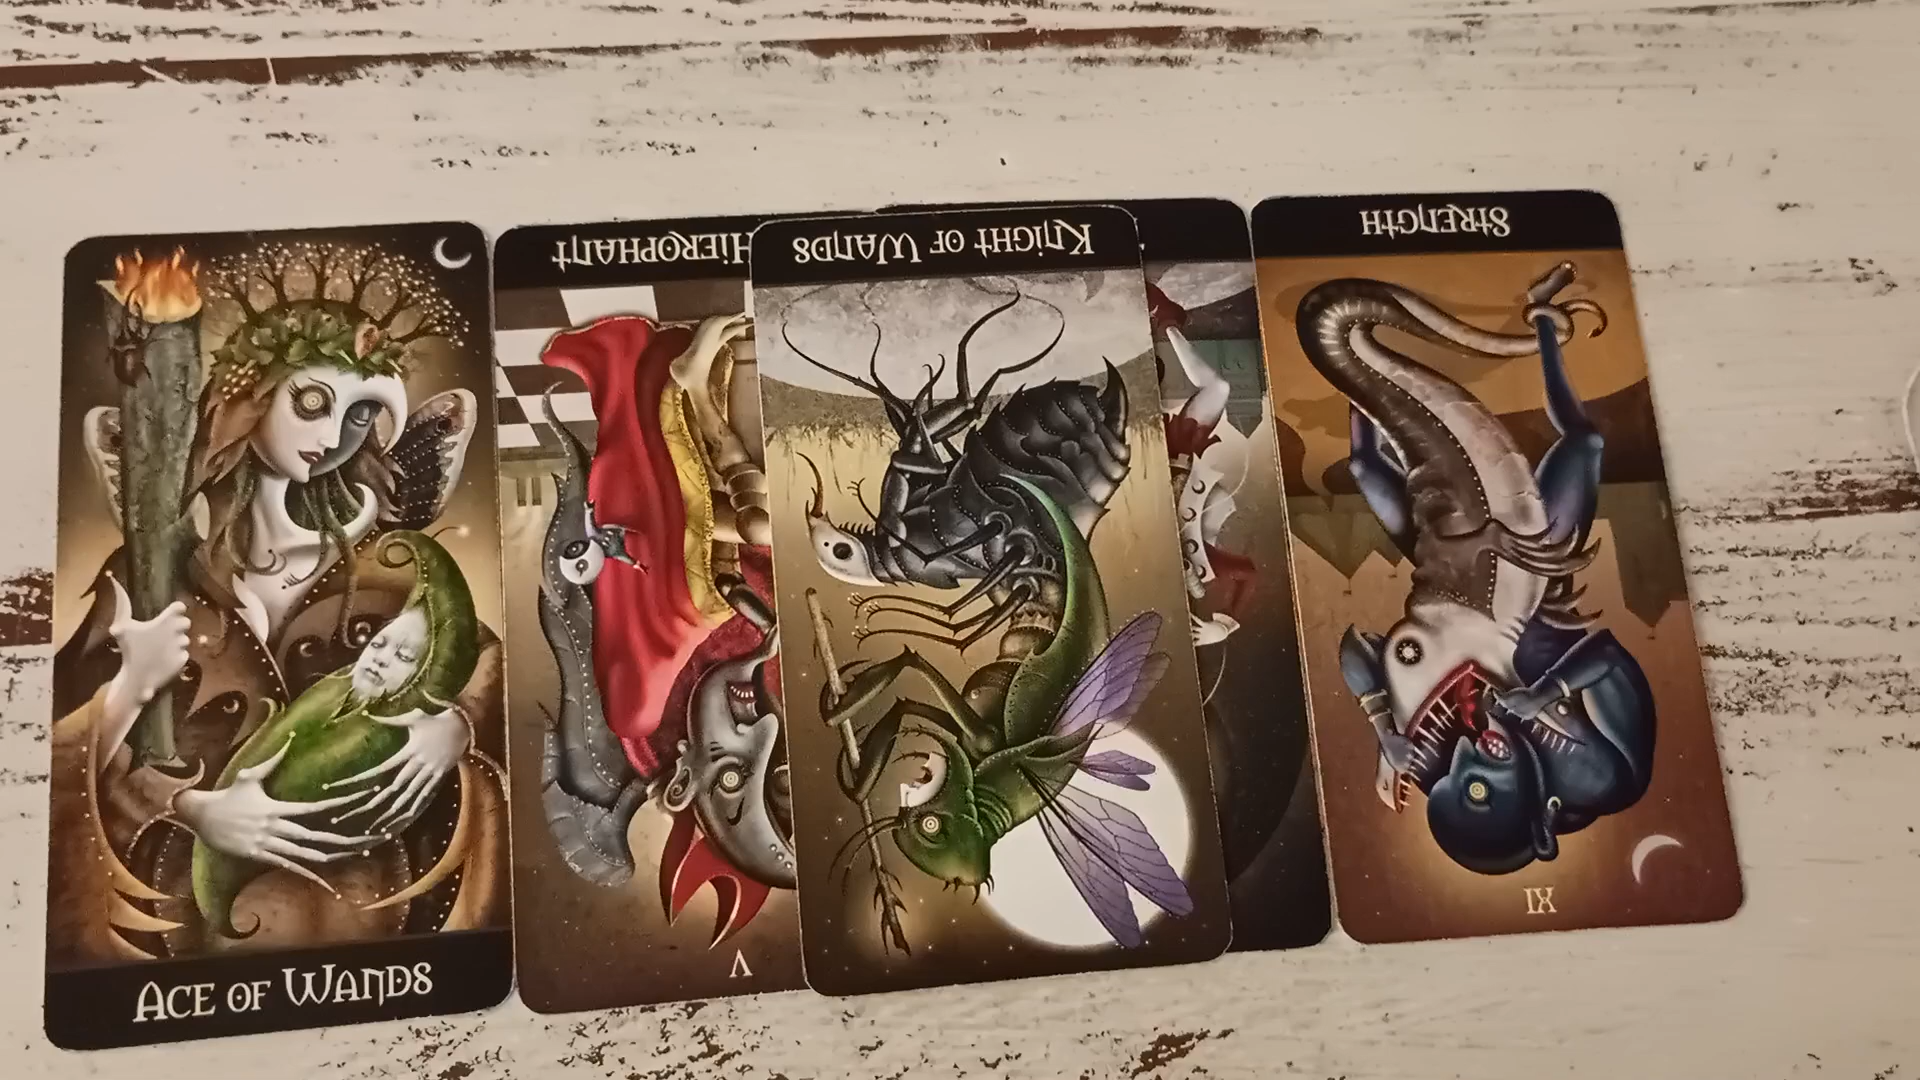 Ace of Wands
Hierophant
V
Knight of Wands
Strength
XI